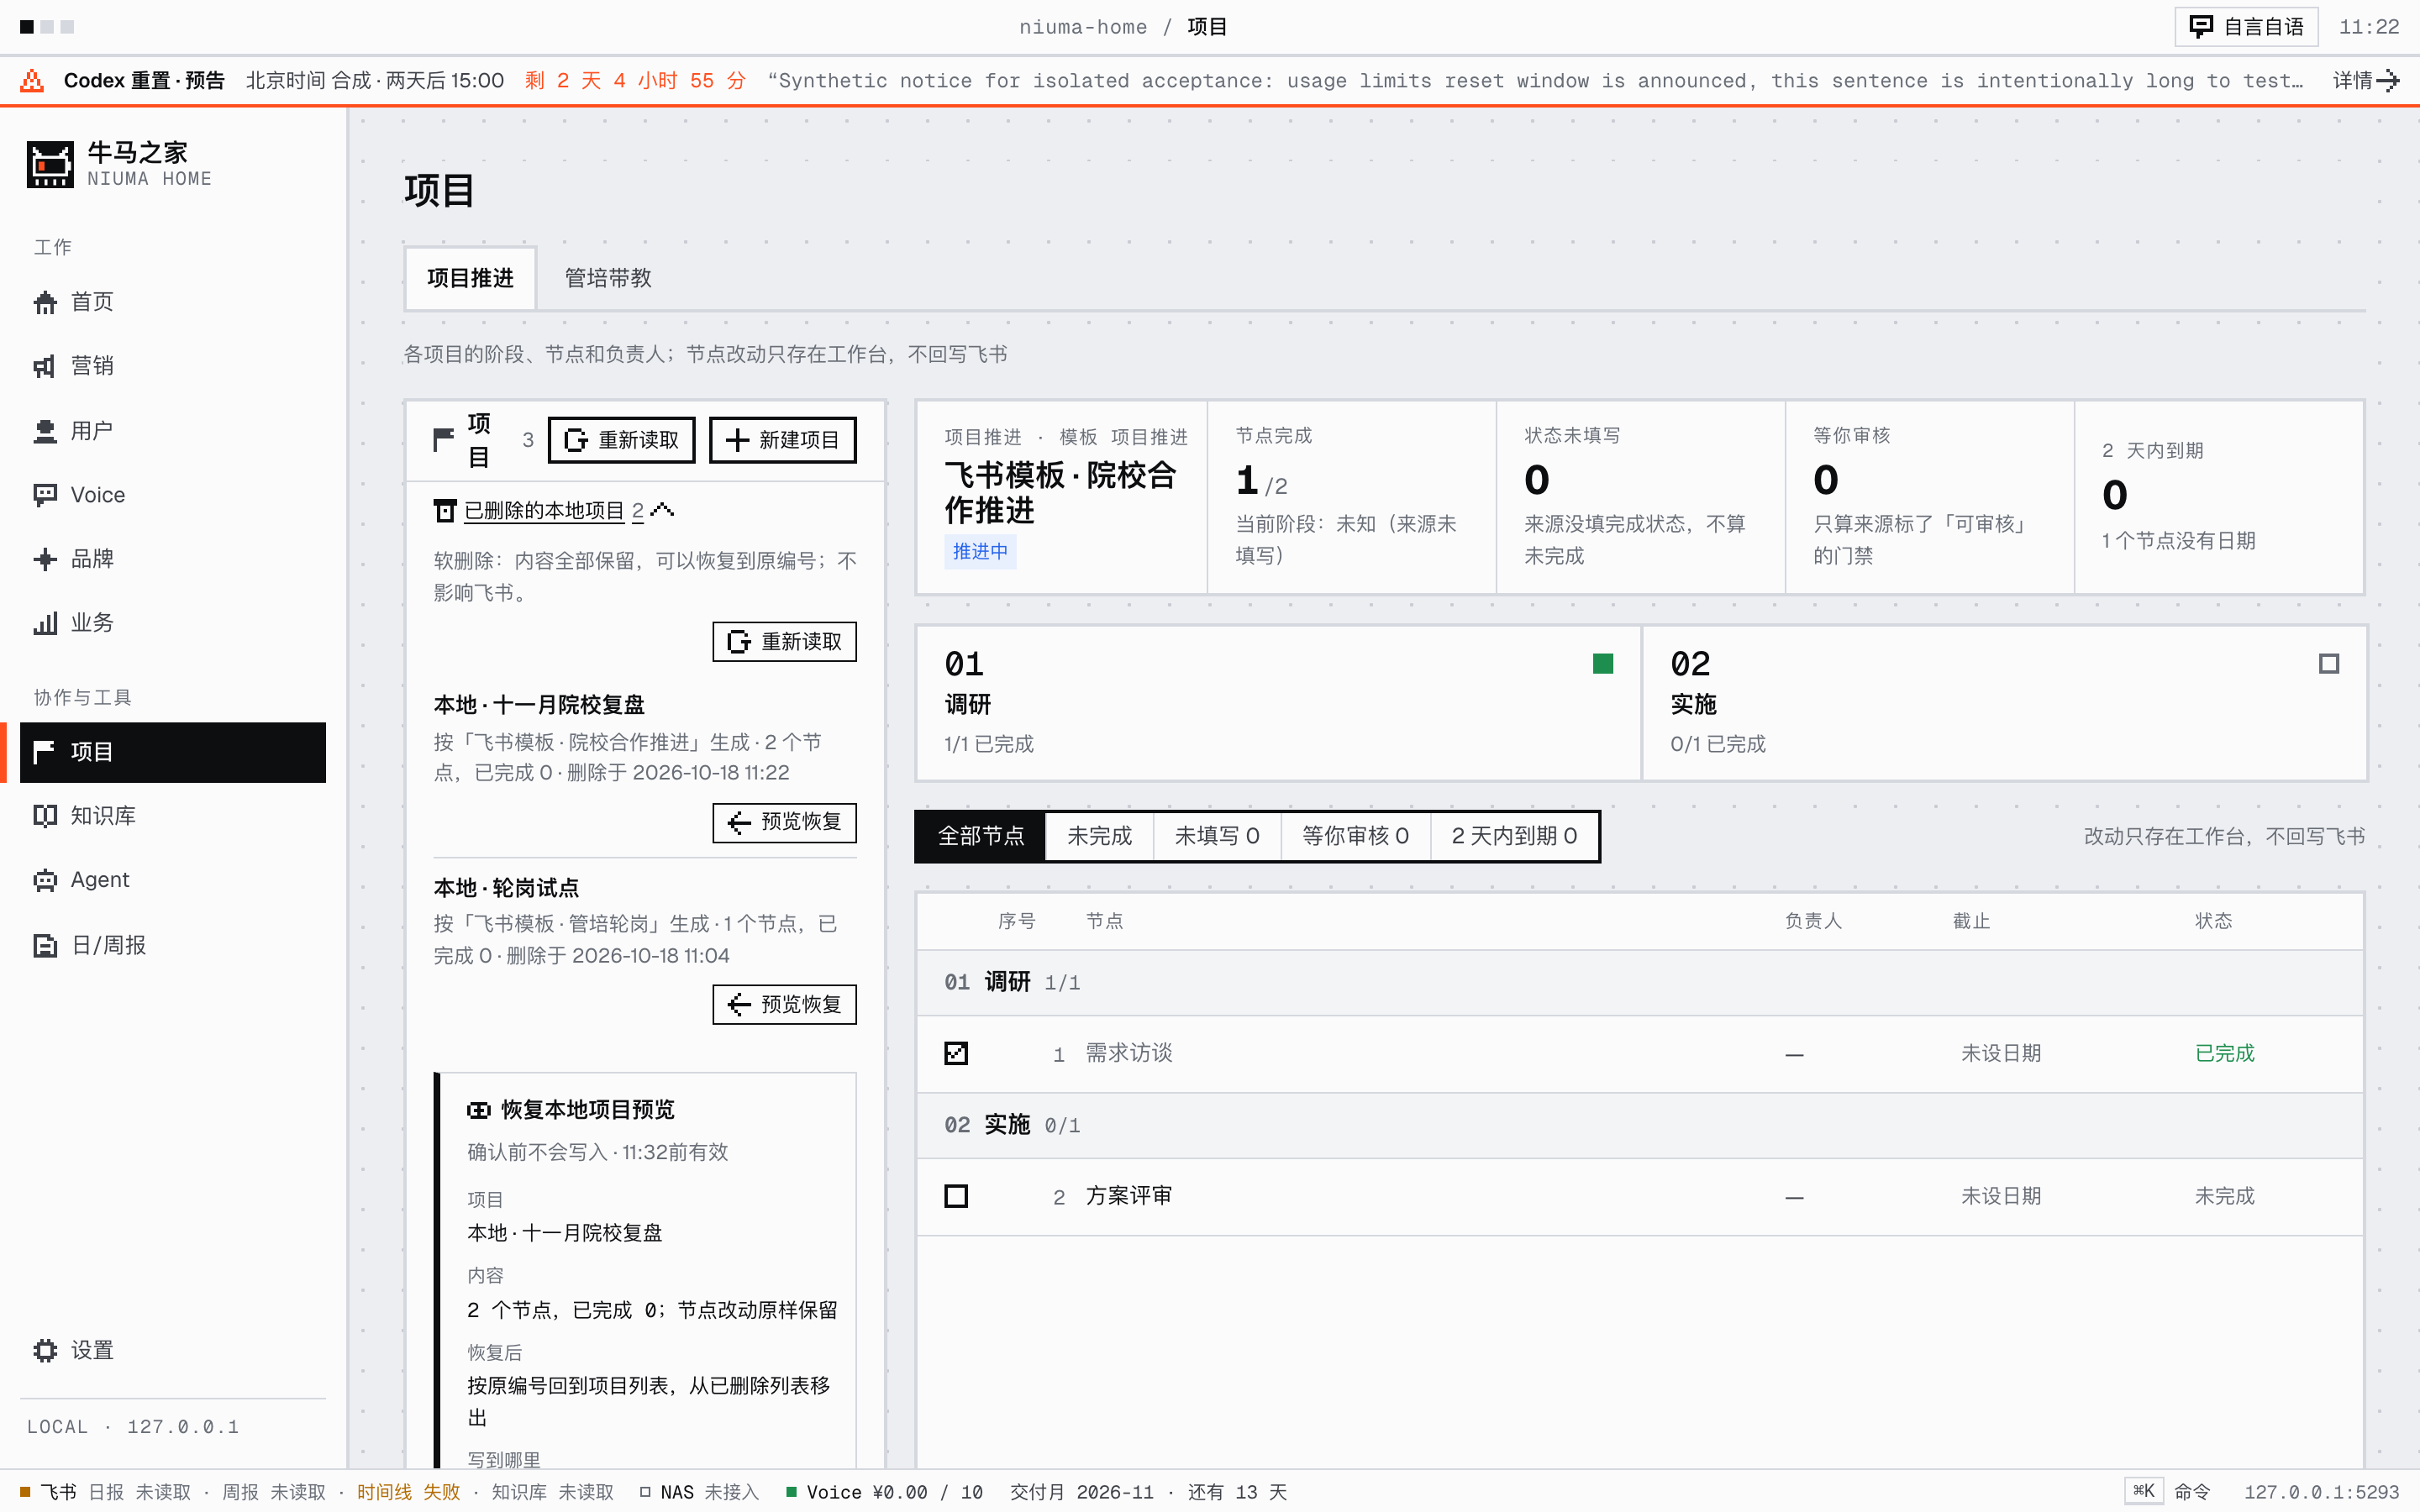 niuma-home / 项目
自言自语
11:22
Codex 重置·预告 北京时间 合成·两天后 15:00 剩 2 天 4 小时 55 分 “Synthetic notice for isolated acceptance: usage limits reset window is announced, this sentence is intentionally long to test… 详情
牛马之家
NIUMA HOME
工作
首页
营销
用户
Voice
品牌
业务
协作与工具
项目
知识库
Agent
日/周报
设置
LOCAL · 127.0.0.1
项目
项目推进
管培带教
各项目的阶段、节点和负责人；节点改动只存在工作台，不回写飞书
项
目
3
重新读取
新建项目
已删除的本地项目 2
软删除：内容全部保留，可以恢复到原编号；不
影响飞书。
重新读取
本地·十一月院校复盘
按「飞书模板·院校合作推进」生成·2 个节
点，已完成 0·删除于 2026-10-18 11:22
预览恢复
本地·轮岗试点
按「飞书模板·管培轮岗」生成·1 个节点，已
完成 0·删除于 2026-10-18 11:04
预览恢复
恢复本地项目预览
确认前不会写入·11:32前有效
项目
本地·十一月院校复盘
内容
2 个节点，已完成 0；节点改动原样保留
恢复后
按原编号回到项目列表，从已删除列表移
出
写到哪里
项目推进 · 模板 项目推进
飞书模板·院校合
作推进
推进中
节点完成
1 /2
当前阶段：未知（来源未
填写）
状态未填写
0
来源没填完成状态，不算
未完成
等你审核
0
只算来源标了「可审核」
的门禁
2 天内到期
0
1 个节点没有日期
01
调研
1/1 已完成
02
实施
0/1 已完成
全部节点
未完成
未填写 0
等你审核 0
2 天内到期 0
改动只存在工作台，不回写飞书
序号 节点 负责人 截止 状态
01 调研 1/1
1 需求访谈 — 未设日期 已完成
02 实施 0/1
2 方案评审 — 未设日期 未完成
飞书 日报 未读取 · 周报 未读取 · 时间线 失败 · 知识库 未读取 NAS 未接入 Voice ¥0.00 / 10 交付月 2026-11 · 还有 13 天
⌘K 命令 127.0.0.1:5293